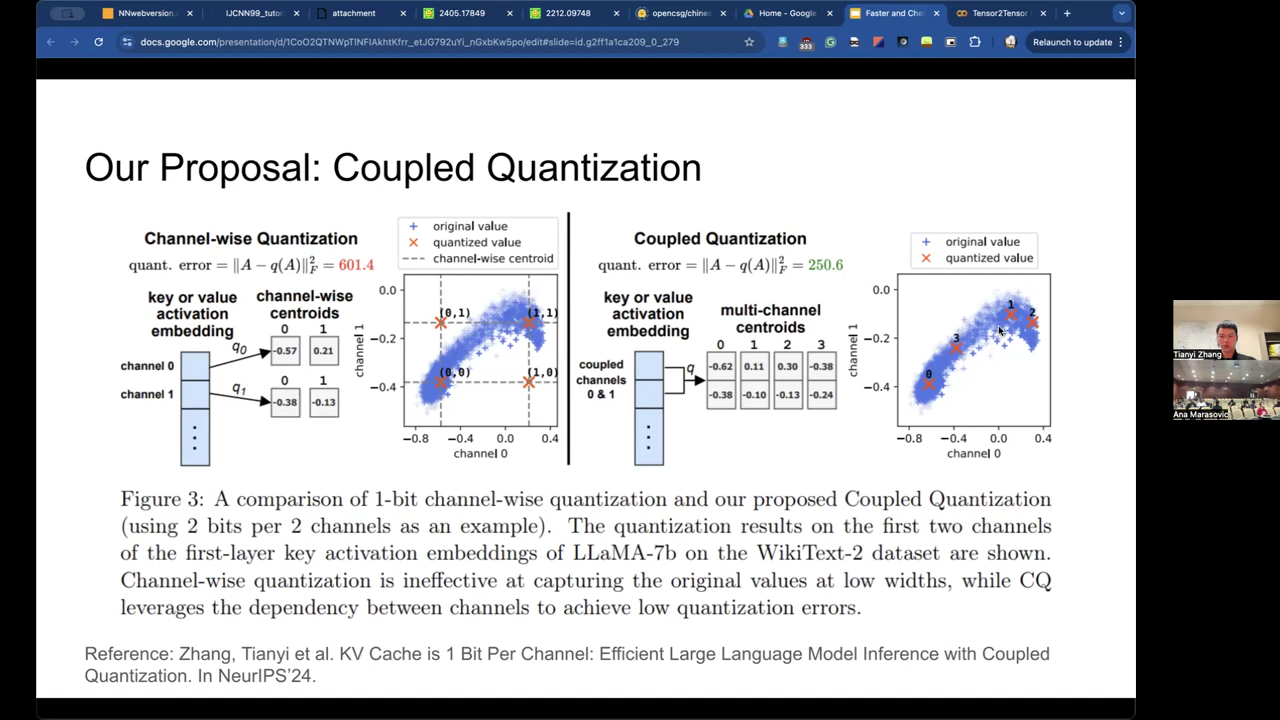 NNwebversion.
IJCNN99_tuto
attachment
2405.17849
2212.09748
opencsg/chine
Home - Google
Faster and Che
Tensor2Tensor
docs.google.com/presentation/d/1CoO2QTNWpTlNFIAkhtKfrr_etJG792uYi_nGxbKw5po/edit#slide=id.g2ff1a1ca209_0_279
333
Relaunch to update
Our Proposal: Coupled Quantization
Channel-wise Quantization
quant. error = ||A − q(A)||²_F = 601.4
key or value
activation
embedding
channel-wise
centroids
0 1
channel 0
q0
-0.57 0.21
0 1
channel 1
q1
-0.38 -0.13
original value
quantized value
channel-wise centroid
(0,1) (1,1)
(0,0) (1,0)
0.0
−0.2
−0.4
channel 1
−0.8 −0.4 0.0 0.4
channel 0
Coupled Quantization
quant. error = ||A − q(A)||²_F = 250.6
key or value
activation
embedding
multi-channel
centroids
0 1 2 3
coupled
channels
0 & 1
q
-0.62 0.11 0.30 -0.38
-0.38 -0.10 -0.13 -0.24
original value
quantized value
1
2
3
0
0.0
−0.2
−0.4
channel 1
−0.8 −0.4 0.0 0.4
channel 0
Figure 3: A comparison of 1-bit channel-wise quantization and our proposed Coupled Quantization
(using 2 bits per 2 channels as an example). The quantization results on the first two channels
of the first-layer key activation embeddings of LLaMA-7b on the WikiText-2 dataset are shown.
Channel-wise quantization is ineffective at capturing the original values at low widths, while CQ
leverages the dependency between channels to achieve low quantization errors.
Reference: Zhang, Tianyi et al. KV Cache is 1 Bit Per Channel: Efficient Large Language Model Inference with Coupled
Quantization. In NeurIPS'24.
Tianyi Zhang
Ana Marasovic